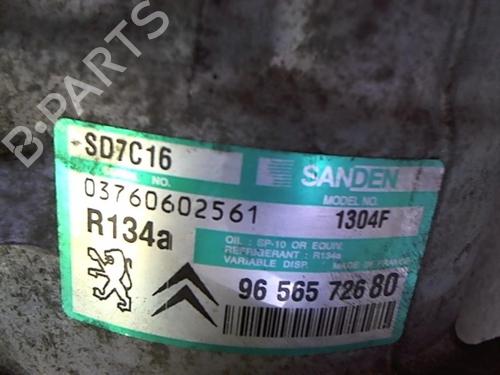 B-PARTS
SD7C16
SANDEN
SERIAL NO.
MODEL NO.
03760602561
1304F
R134a
OIL : SP-10 OR EQUIV.
REFRIGERANT : R134a
VARIABLE DISP. MADE IN FRANCE
96 565 726 80